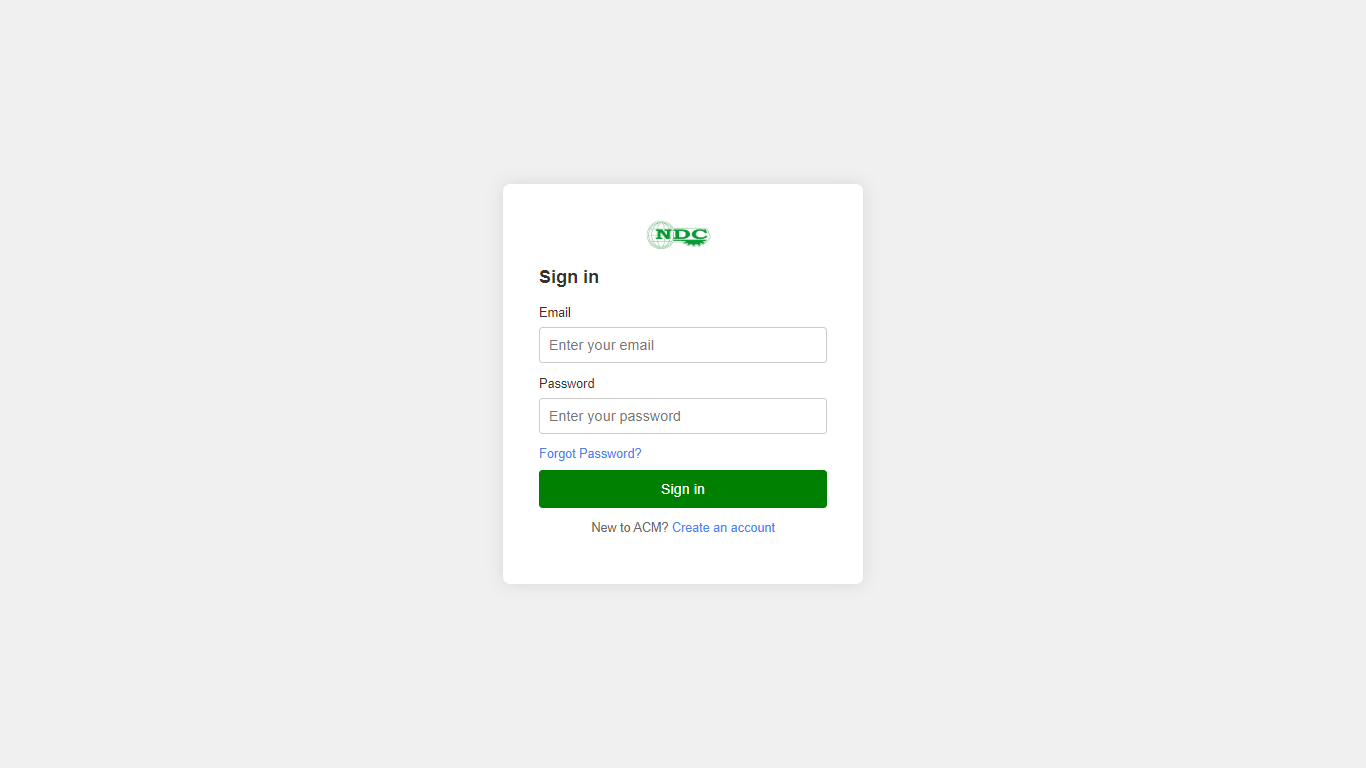 NDC
Sign in
Email
Enter your email
Password
Enter your password
Forgot Password?
Sign in
New to ACM? Create an account